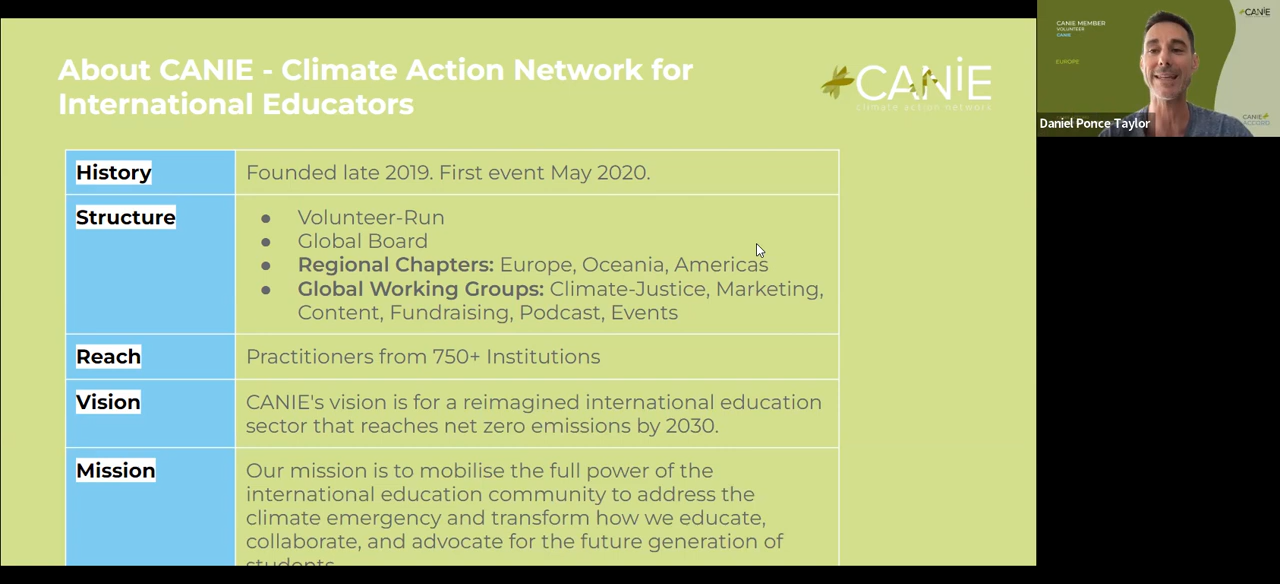 About CANIE - Climate Action Network for
International Educators
CANIE
climate action network
History
Founded late 2019. First event May 2020.
Structure
● Volunteer-Run
● Global Board
● Regional Chapters: Europe, Oceania, Americas
● Global Working Groups: Climate-Justice, Marketing,
Content, Fundraising, Podcast, Events
Reach
Practitioners from 750+ Institutions
Vision
CANIE's vision is for a reimagined international education
sector that reaches net zero emissions by 2030.
Mission
Our mission is to mobilise the full power of the
international education community to address the
climate emergency and transform how we educate,
collaborate, and advocate for the future generation of
students
CANIE MEMBER
VOLUNTEER
CANIE
EUROPE
CANIE
CANIE
ACCORD
Daniel Ponce Taylor